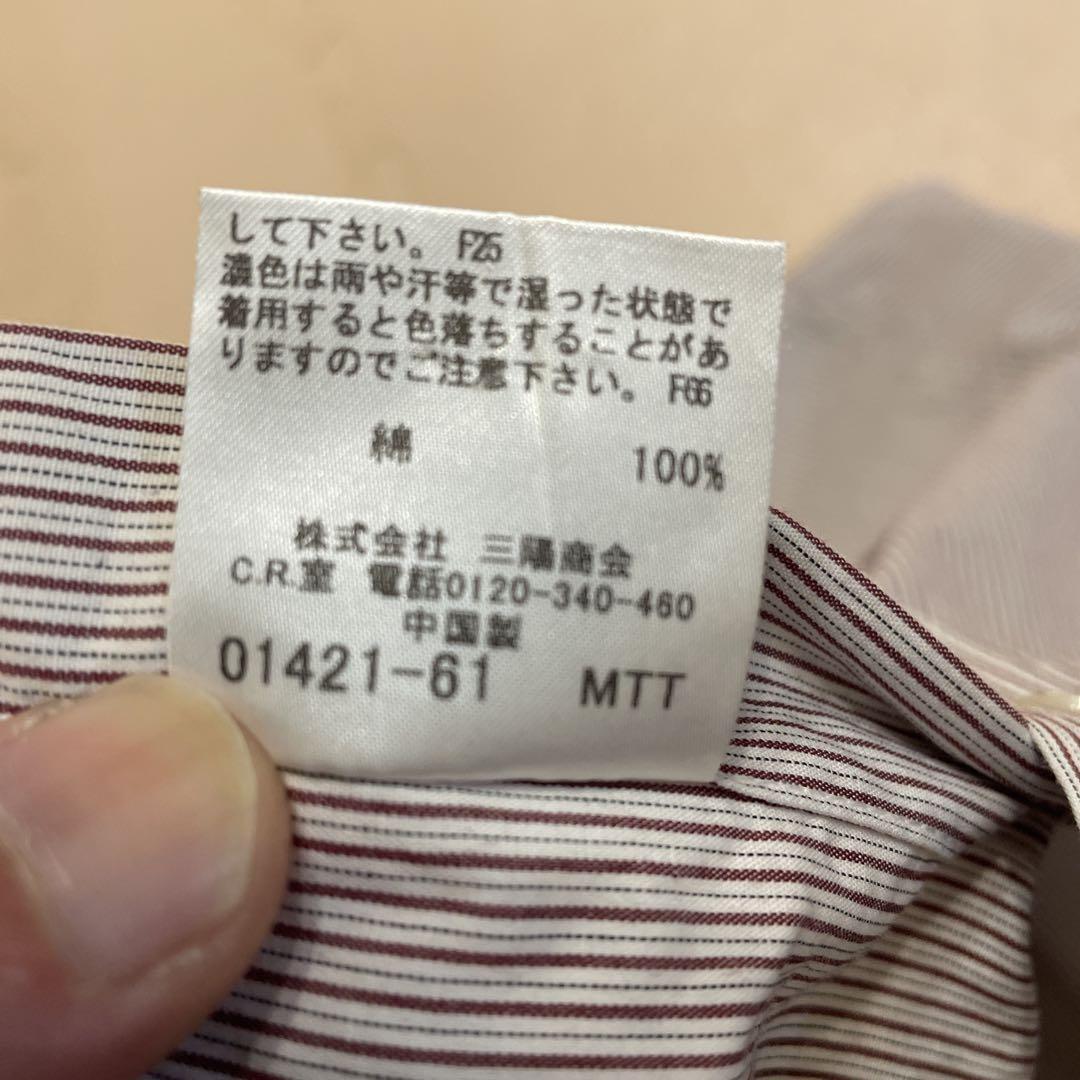 して下さい。 F25
濃色は雨や汗等で湿った状態で
着用すると色落ちすることがあ
りますのでご注意下さい。 F66
綿 100%
株式会社 三陽商会
C.R.室 電話0120-340-460
中国製
01421-61 MTT